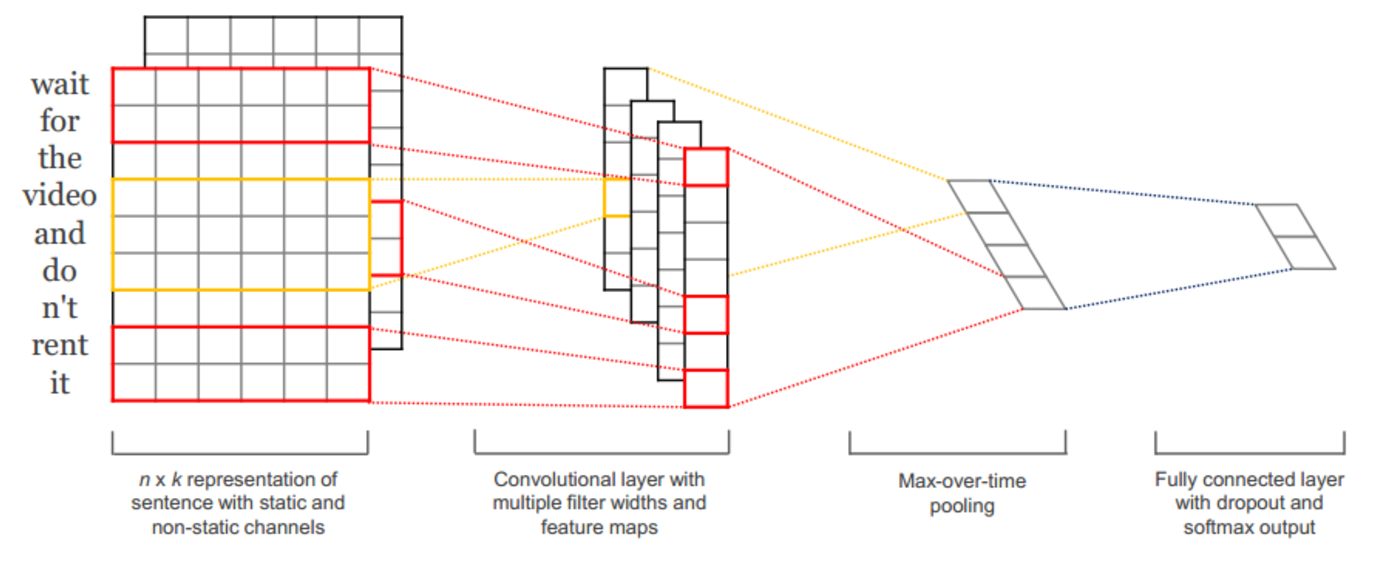 wait
for
the
video
and
do
n't
rent
it
n x k representation of
sentence with static and
non-static channels
Convolutional layer with
multiple filter widths and
feature maps
Max-over-time
pooling
Fully connected layer
with dropout and
softmax output